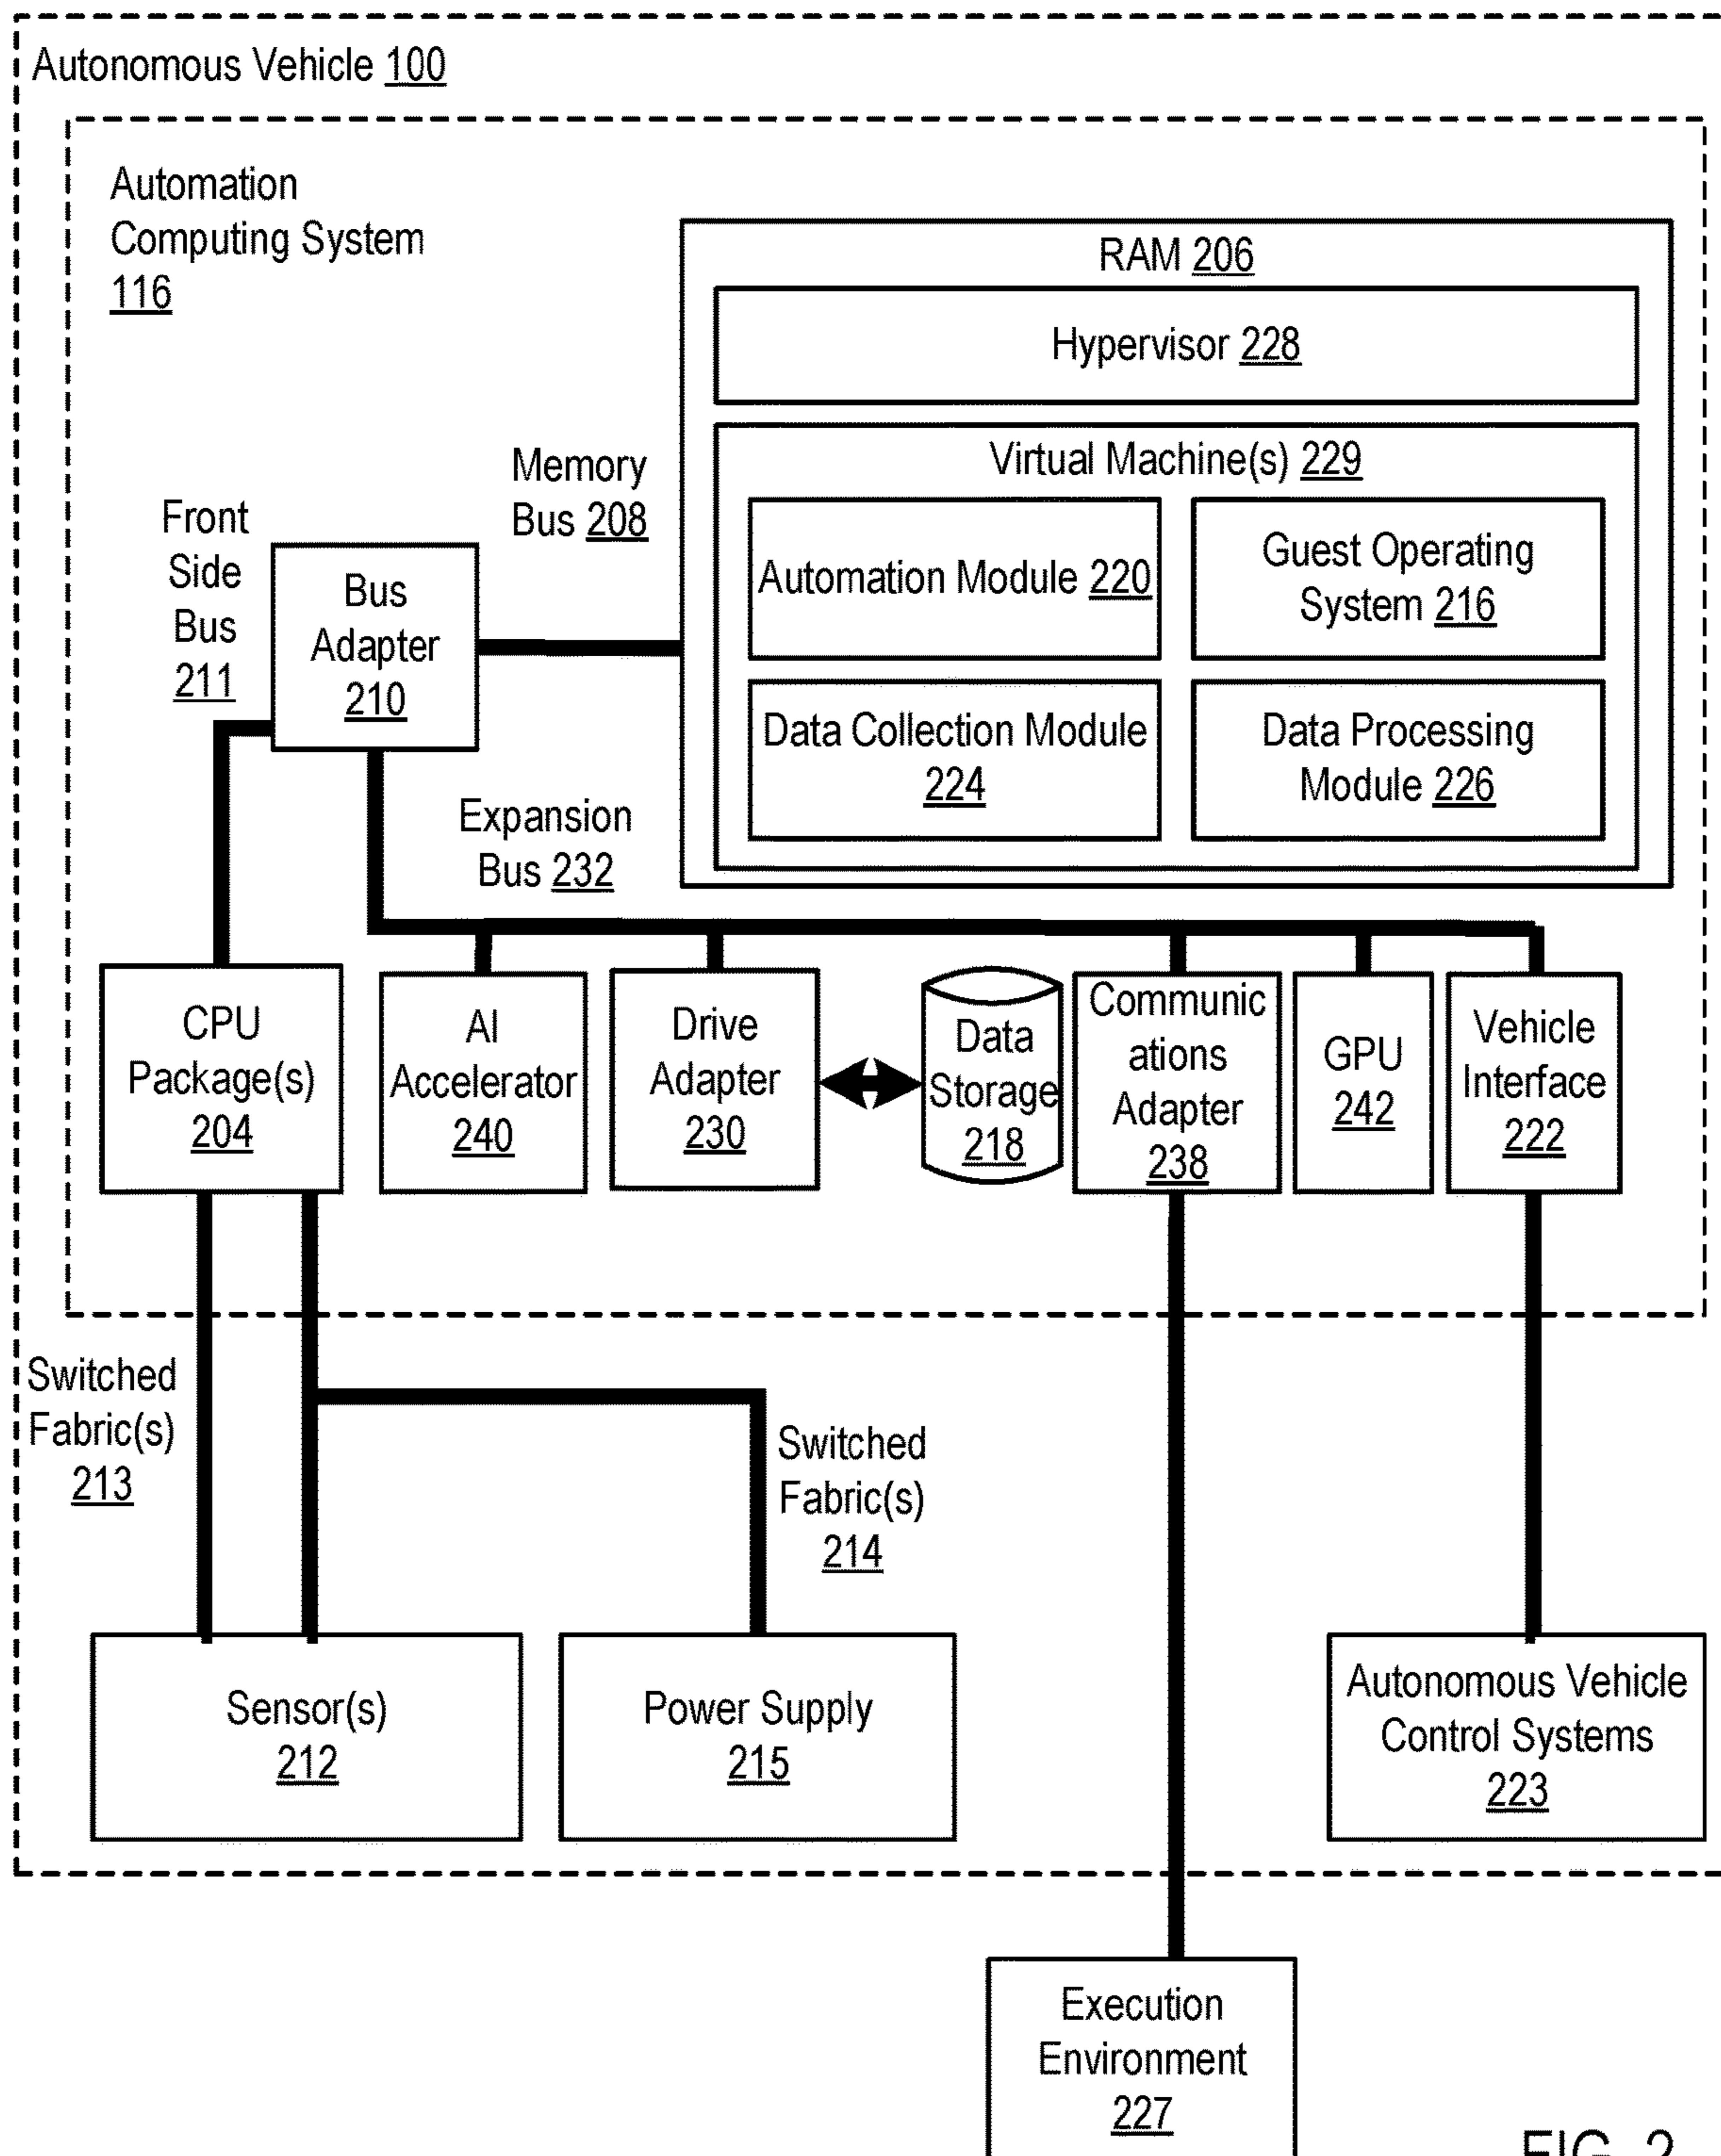 Autonomous Vehicle 100
Automation
Computing System
116
RAM 206
Hypervisor 228
Virtual Machine(s) 229
Automation Module 220
Guest Operating
System 216
Data Collection Module
224
Data Processing
Module 226
Memory
Bus 208
Front
Side
Bus
211
Bus
Adapter
210
Expansion
Bus 232
CPU
Package(s)
204
AI
Accelerator
240
Drive
Adapter
230
Data
Storage
218
Communic
ations
Adapter
238
GPU
242
Vehicle
Interface
222
Switched
Fabric(s)
213
Switched
Fabric(s)
214
Sensor(s)
212
Power Supply
215
Autonomous Vehicle
Control Systems
223
Execution
Environment
227
FIG. 2